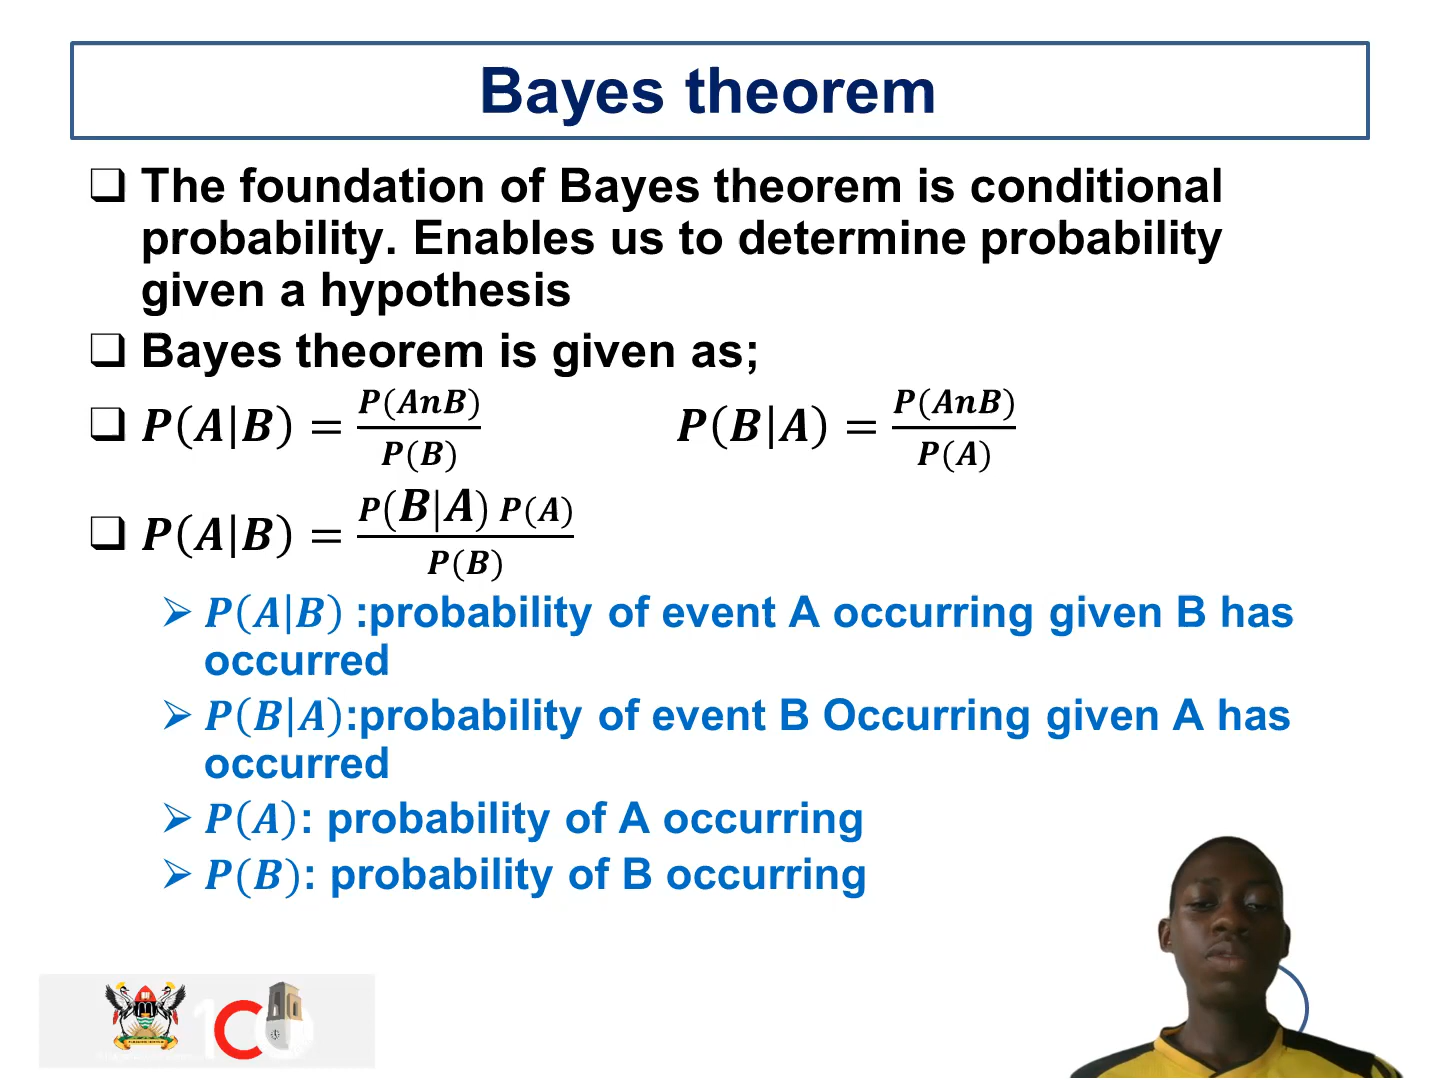 Bayes theorem
❑ The foundation of Bayes theorem is conditional
probability. Enables us to determine probability
given a hypothesis
❑ Bayes theorem is given as;
❑ P(A|B) = P(AnB)/P(B) P(B|A) = P(AnB)/P(A)
❑ P(A|B) = P(B|A) P(A)/P(B)
➢ P(A|B) :probability of event A occurring given B has
occurred
➢ P(B|A):probability of event B Occurring given A has
occurred
➢ P(A): probability of A occurring
➢ P(B): probability of B occurring
100